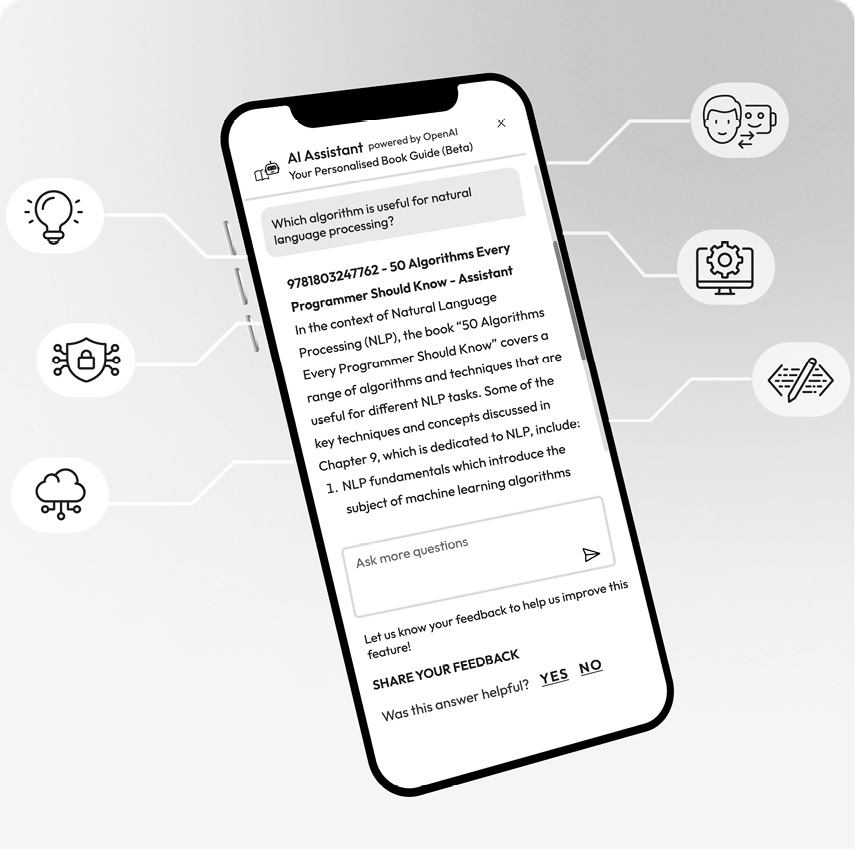 AI Assistant powered by OpenAI
Your Personalised Book Guide (Beta)
Which algorithm is useful for natural
language processing?
9781803247762 - 50 Algorithms Every
Programmer Should Know - Assistant
In the context of Natural Language
Processing (NLP), the book “50 Algorithms
Every Programmer Should Know” covers a
range of algorithms and techniques that are
useful for different NLP tasks. Some of the
key techniques and concepts discussed in
Chapter 9, which is dedicated to NLP, include:
1. NLP fundamentals which introduce the
subject of machine learning algorithms
Ask more questions
Let us know your feedback to help us improve this
feature!
SHARE YOUR FEEDBACK
Was this answer helpful? YES NO